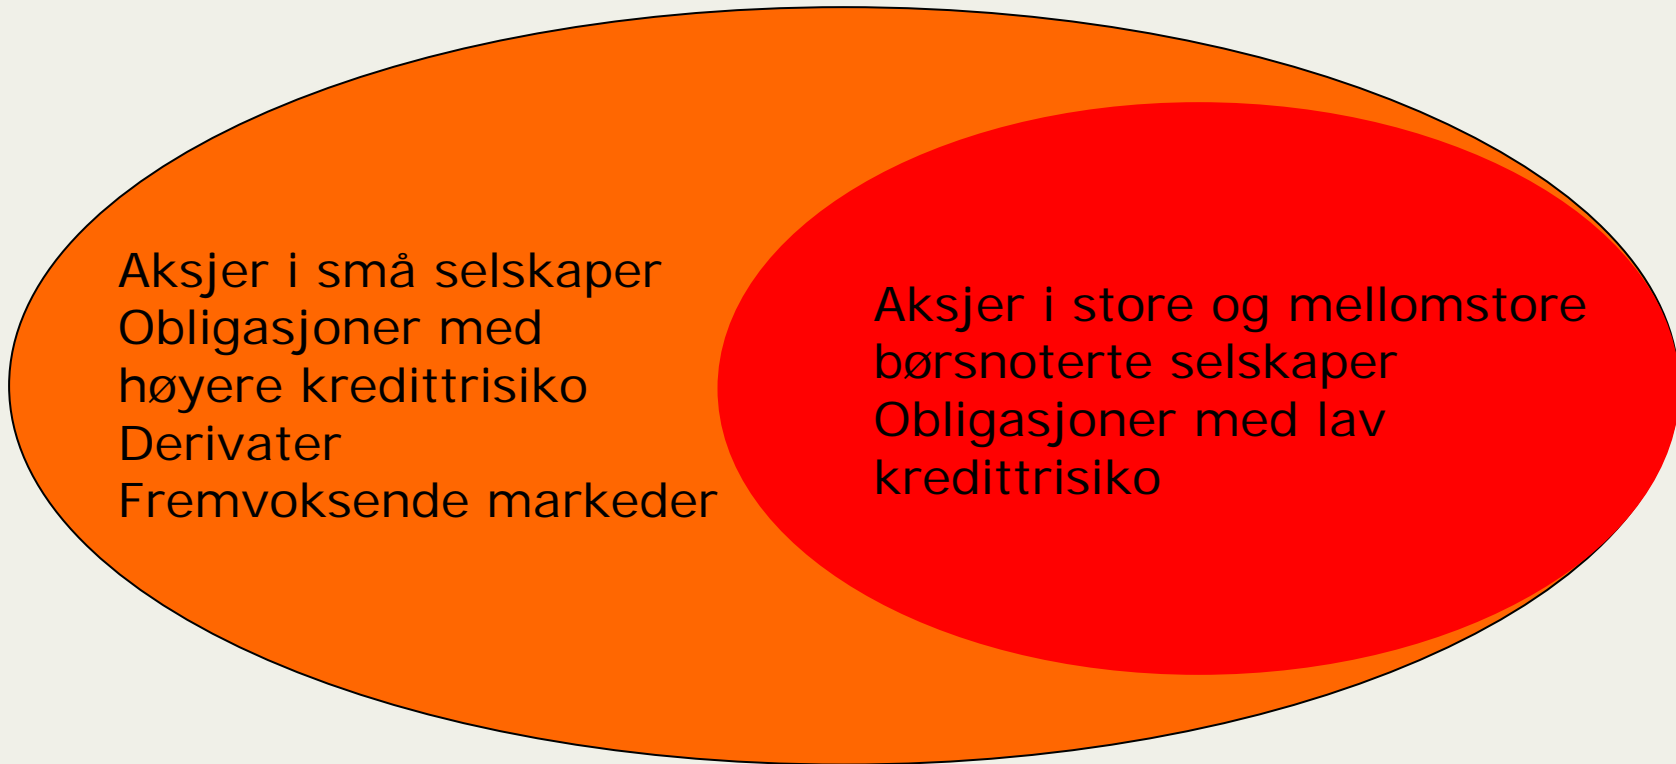 Aksjer i små selskaper
Obligasjoner med
høyere kredittrisiko
Derivater
Fremvoksende markeder
Aksjer i store og mellomstore
børsnoterte selskaper
Obligasjoner med lav
kredittrisiko